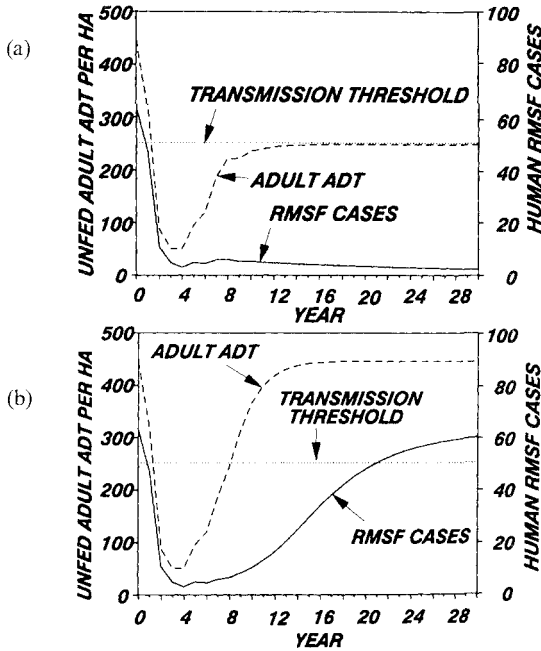 (a)
UNFED ADULT ADT PER HA
500
400
300
200
100
0
TRANSMISSION THRESHOLD
ADULT ADT
RMSF CASES
100
80
60
40
20
0
HUMAN RMSF CASES
0 4 8 12 16 20 24 28
YEAR
(b)
UNFED ADULT ADT PER HA
500
400
300
200
100
0
ADULT ADT
TRANSMISSION
THRESHOLD
RMSF CASES
100
80
60
40
20
0
HUMAN RMSF CASES
0 4 8 12 16 20 24 28
YEAR